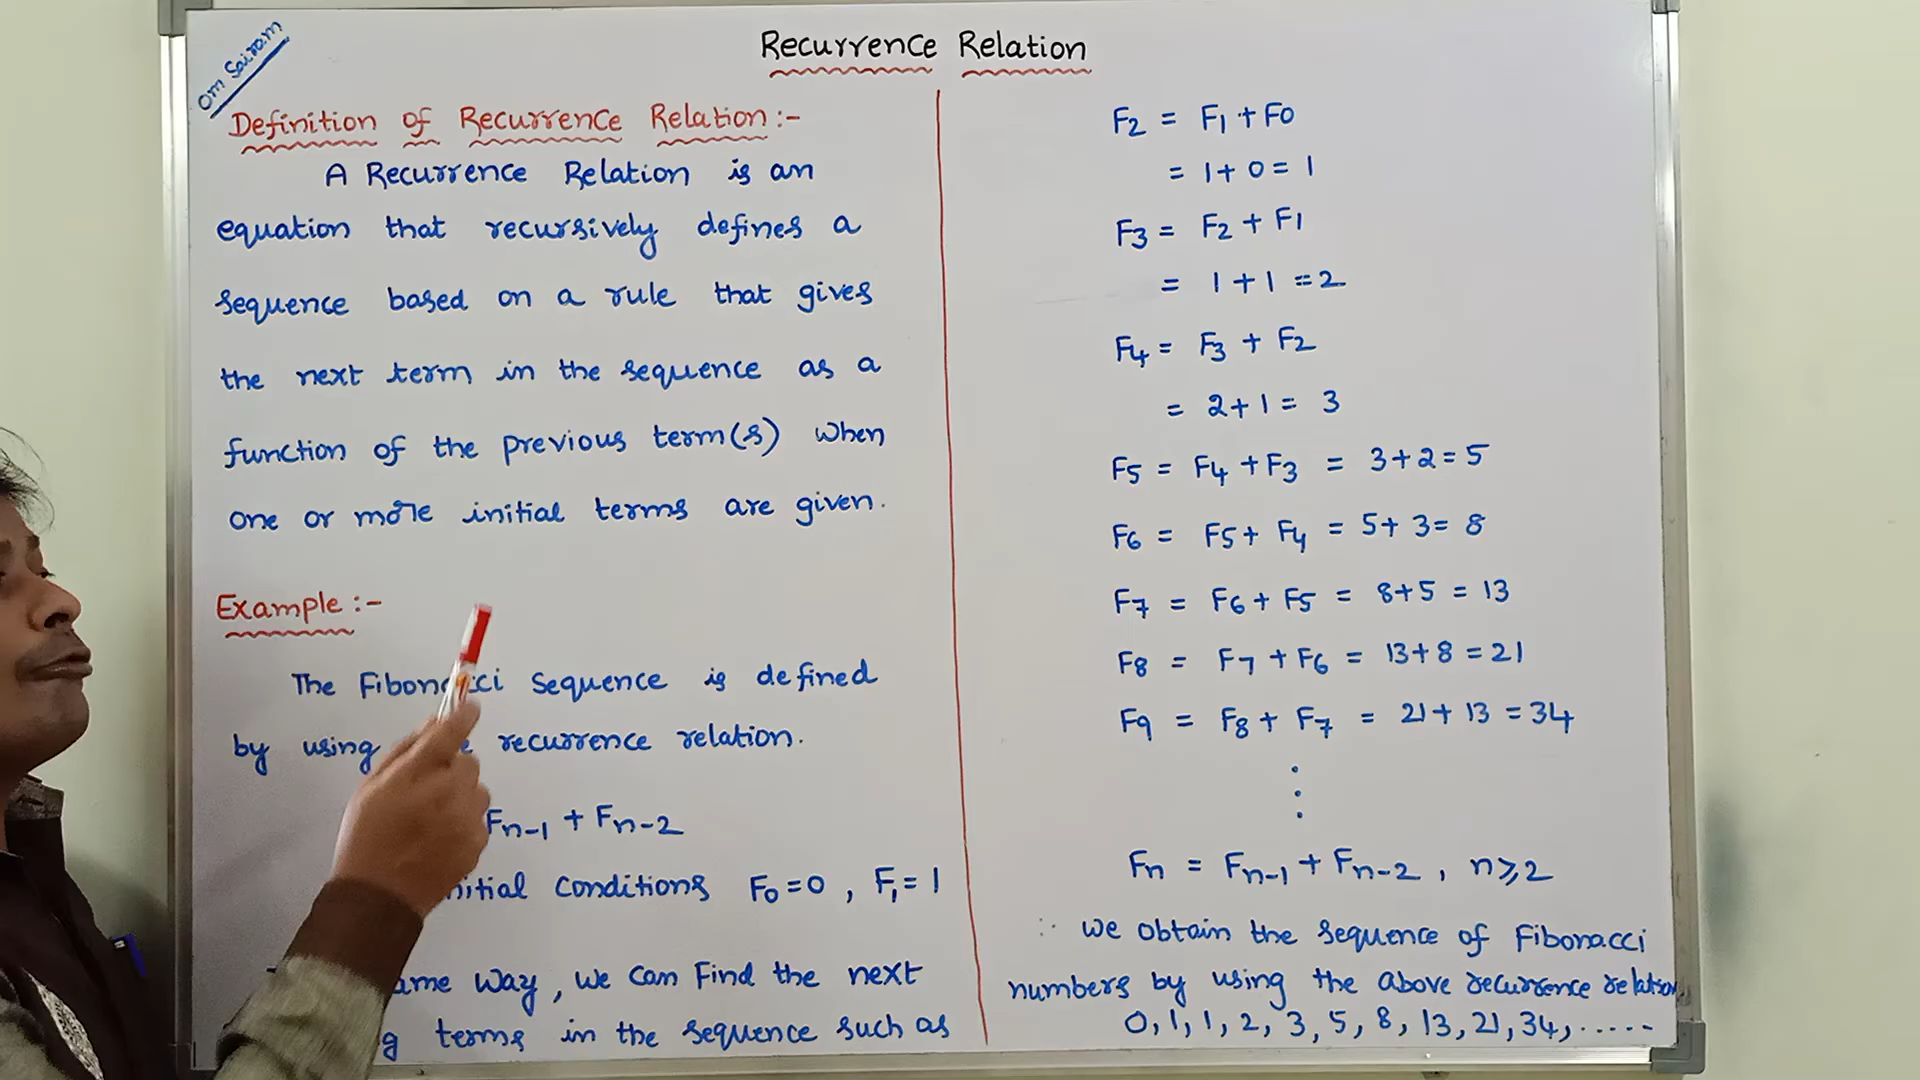 Om Sairam
Recurrence Relation
Definition of Recurrence Relation :-
A Recurrence Relation is an
equation that recursively defines a
sequence based on a rule that gives
the next term in the sequence as a
function of the previous term(s) when
one or more initial terms are given.
Example :-
The Fibonacci sequence is defined
by using recurrence relation.
Fn-1 + Fn-2
conditions F0 = 0 , F1 = 1
way, we can find the next
terms in the sequence such as
F2 = F1 + F0
= 1 + 0 = 1
F3 = F2 + F1
= 1 + 1 = 2
F4 = F3 + F2
= 2 + 1 = 3
F5 = F4 + F3 = 3 + 2 = 5
F6 = F5 + F4 = 5 + 3 = 8
F7 = F6 + F5 = 8 + 5 = 13
F8 = F7 + F6 = 13 + 8 = 21
F9 = F8 + F7 = 21 + 13 = 34
⋮
Fn = Fn-1 + Fn-2 , n ⩾ 2
∴ we obtain the sequence of Fibonacci
numbers by using the above recurrence relation
0, 1, 1, 2, 3, 5, 8, 13, 21, 34, .....